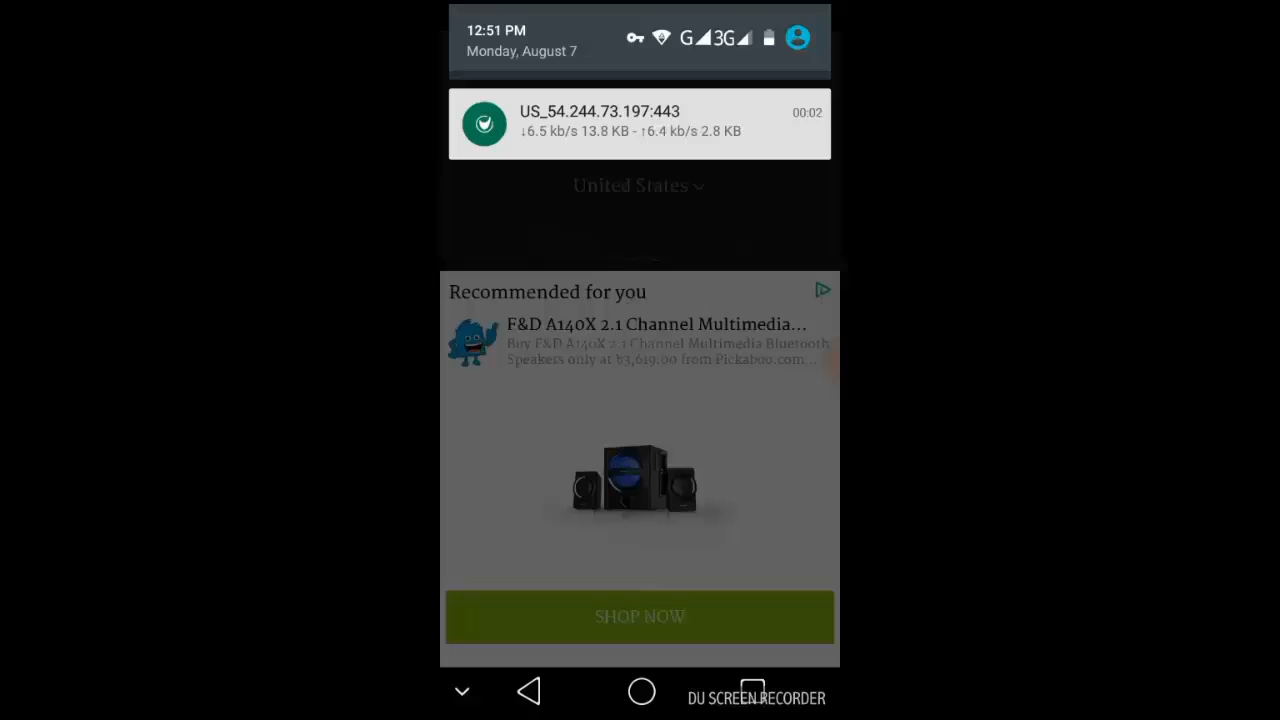 12:51 PM
Monday, August 7
G 3G
US_54.244.73.197:443
00:02
↓6.5 kb/s 13.8 KB - ↑6.4 kb/s 2.8 KB
United States
Recommended for you
F&D A140X 2.1 Channel Multimedia...
Buy F&D A140X 2.1 Channel Multimedia Bluetooth
Speakers only at ৳3,619.00 from Pickaboo.com...
SHOP NOW
DU SCREEN RECORDER